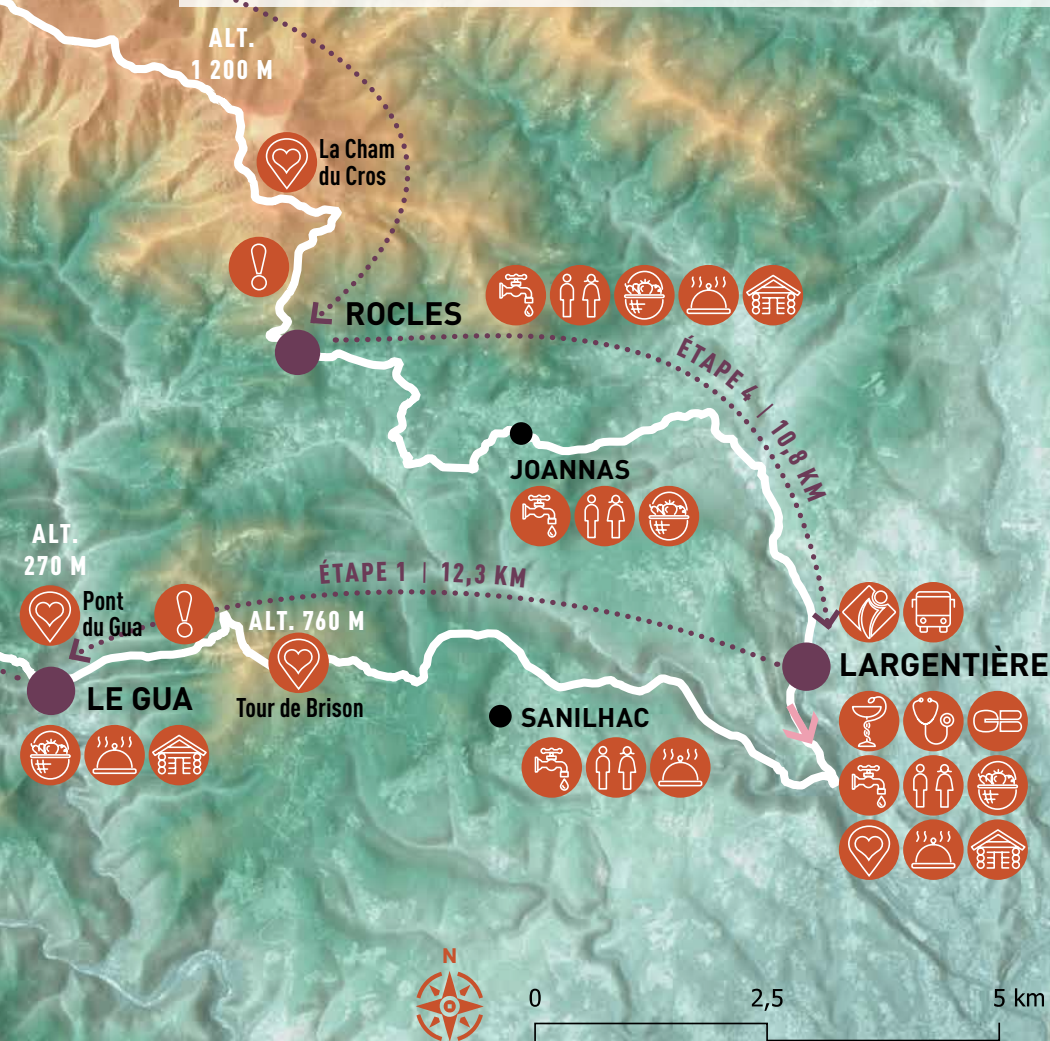 ALT.
1 200 M
La Cham
du Cros
ROCLES
ÉTAPE 4 | 10,8 KM
JOANNAS
ALT.
270 M
Pont
du Gua
ÉTAPE 1 | 12,3 KM
ALT. 760 M
LARGENTIÈRE
LE GUA
Tour de Brison
SANILHAC
CB
N
0 2,5 5 km